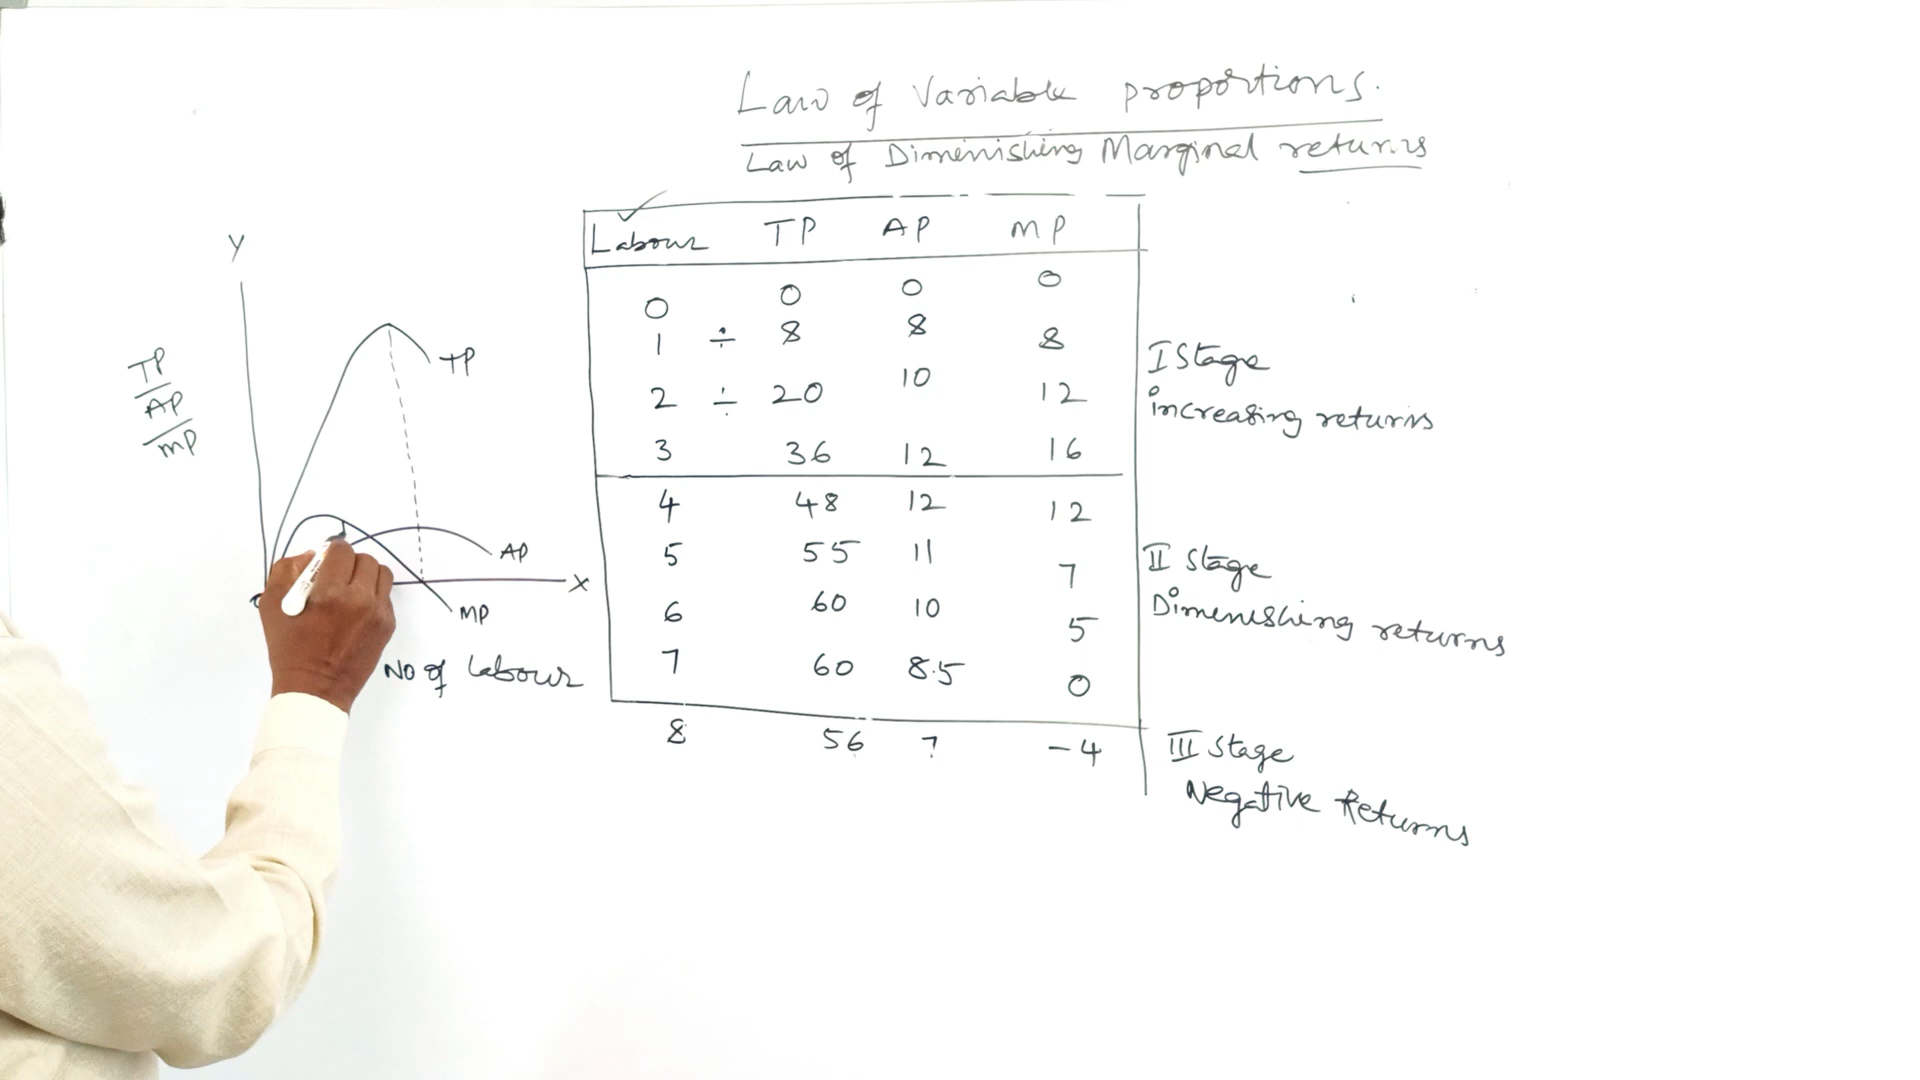 Law of Variable proportions.
Law of Dimenishing Marginal returns
Labour TP AP MP
0 0 0 0
1 ÷ 8 8 8
2 ÷ 20 10 12
3 36 12 16
4 48 12 12
5 55 11 7
6 60 10 5
7 60 8.5 0
8 56 7 -4
I Stage
increasing returns
II Stage
Dimenishing returns
III Stage
Negative Returns
Y
TP
AP
MP
TP
AP
X
MP
No of Labour